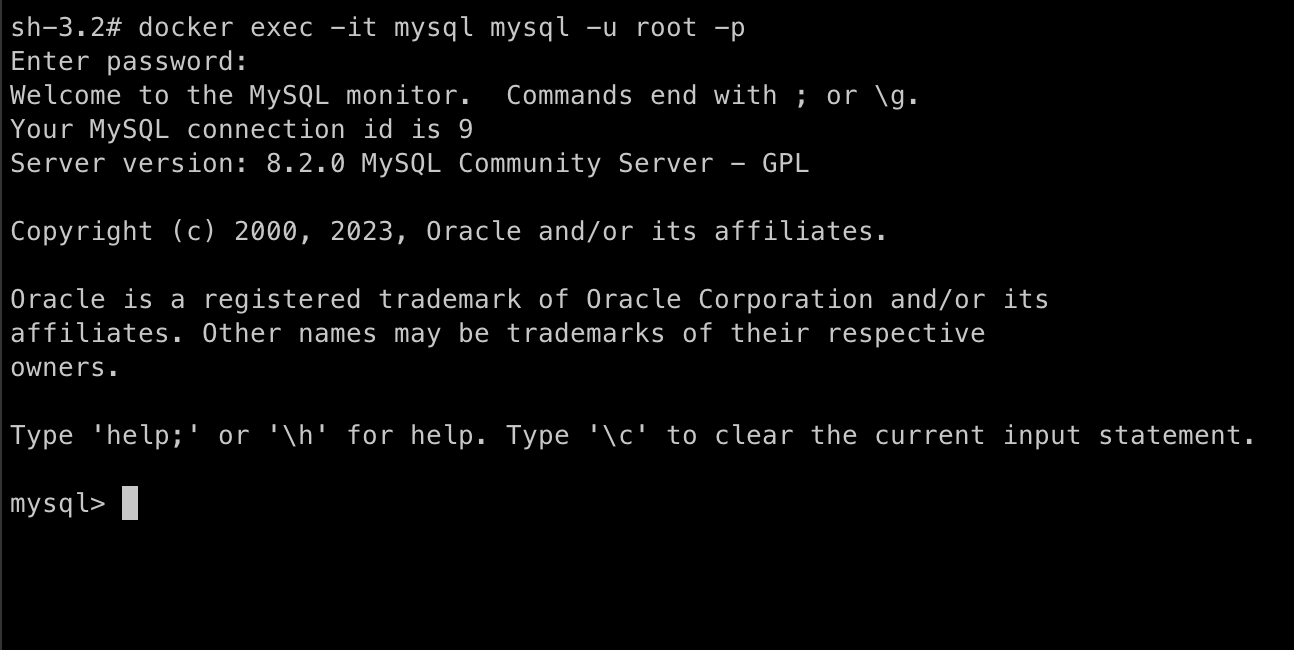 sh-3.2# docker exec -it mysql mysql -u root -p
Enter password:
Welcome to the MySQL monitor.  Commands end with ; or \g.
Your MySQL connection id is 9
Server version: 8.2.0 MySQL Community Server - GPL

Copyright (c) 2000, 2023, Oracle and/or its affiliates.

Oracle is a registered trademark of Oracle Corporation and/or its
affiliates. Other names may be trademarks of their respective
owners.

Type 'help;' or '\h' for help. Type '\c' to clear the current input statement.

mysql>